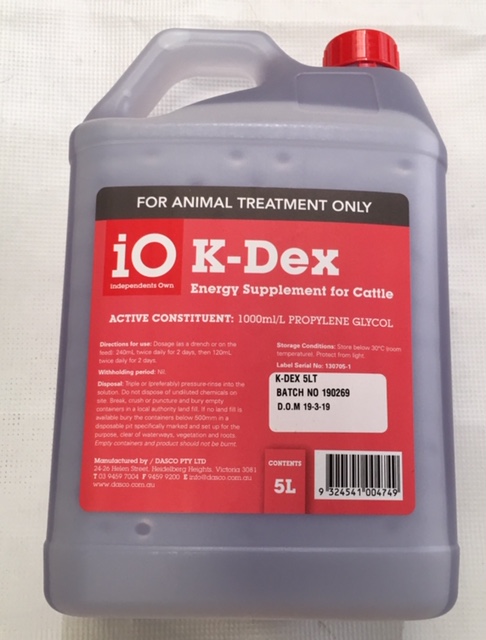 FOR ANIMAL TREATMENT ONLY
iO
Independents Own
K-Dex
Energy Supplement for Cattle
ACTIVE CONSTITUENT: 1000ml/L PROPYLENE GLYCOL
Directions for use: Dosage (as a drench or on the
feed): 240mL twice daily for 2 days, then 120mL
twice daily for 2 days.
Withholding period: Nil.
Disposal: Triple or (preferably) pressure-rinse into the
solution. Do not dispose of undiluted chemicals on
site. Break, crush or puncture and bury empty
containers in a local authority land fill. If no land fill is
available bury the containers below 500mm in a
disposable pit specifically marked and set up for the
purpose, clear of waterways, vegetation and roots.
Empty containers and product should not be burnt.
Manufactured by / DASCO PTY LTD
24-26 Helen Street, Heidelberg Heights, Victoria 3081
T 03 9459 7004 F 9459 9200 E info@dasco.com.au
www.dasco.com.au
Storage Conditions: Store below 30°C (room
temperature). Protect from light.
Label Serial No: 130705-1
K-DEX 5LT
BATCH NO 190269
D.O.M 19-3-19
CONTENTS
5L
9 324541 004749